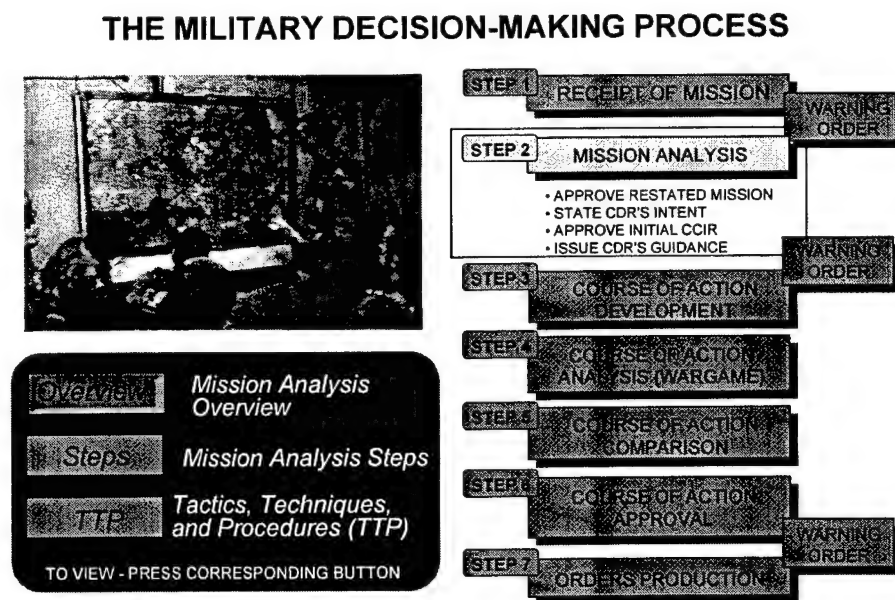 THE MILITARY DECISION-MAKING PROCESS
STEP 1
RECEIPT OF MISSION
WARNING
ORDER
STEP 2
MISSION ANALYSIS
• APPROVE RESTATED MISSION
• STATE CDR'S INTENT
• APPROVE INITIAL CCIR
• ISSUE CDR'S GUIDANCE
WARNING
ORDER
STEP 3
COURSE OF ACTION
DEVELOPMENT
STEP 4
COURSE OF ACTION
ANALYSIS (WARGAME)
STEP 5
COURSE OF ACTION
COMPARISON
STEP 6
COURSE OF ACTION
APPROVAL
WARNING
ORDER
STEP 7
ORDERS PRODUCTION
Overview
Mission Analysis
Overview
Steps
Mission Analysis Steps
TTP
Tactics, Techniques,
and Procedures (TTP)
TO VIEW - PRESS CORRESPONDING BUTTON